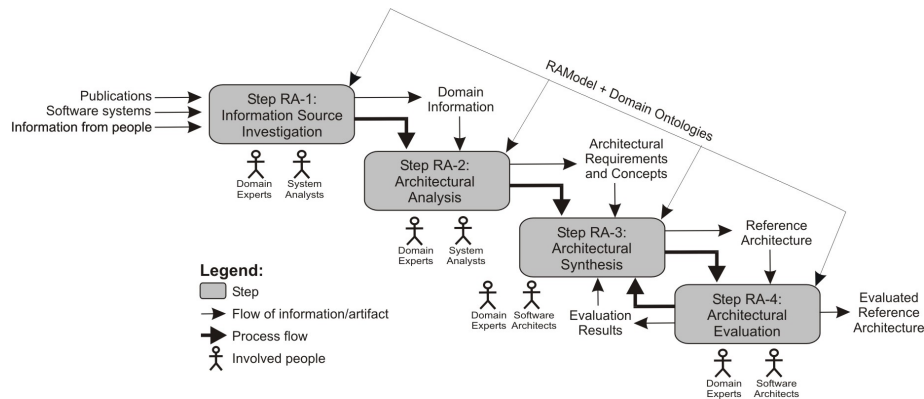 RAModel + Domain Ontologies
Publications
Software systems
Information from people
Step RA-1:
Information Source
Investigation
Domain
Information
Domain
Experts
System
Analysts
Step RA-2:
Architectural
Analysis
Architectural
Requirements
and Concepts
Domain
Experts
System
Analysts
Step RA-3:
Architectural
Synthesis
Reference
Architecture
Domain
Experts
Software
Architects
Evaluation
Results
Step RA-4:
Architectural
Evaluation
Evaluated
Reference
Architecture
Domain
Experts
Software
Architects
Legend:
Step
Flow of information/artifact
Process flow
Involved people